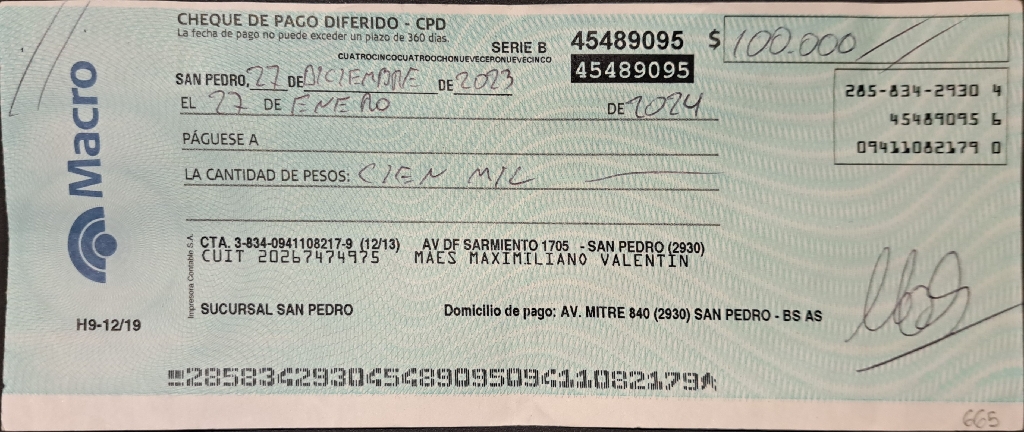 CHEQUE DE PAGO DIFERIDO - CPD
La fecha de pago no puede exceder un plazo de 360 días.
SERIE B 45489095 $ 100.000
CUATROCINCOCUATROOCHONUEVECERONUEVECINCO
45489095
SAN PEDRO, 27 DE DICIEMBRE DE 2023
EL 27 DE ENERO DE 2024
285-834-2930 4
45489095 6
09411082179 0
PÁGUESE A
LA CANTIDAD DE PESOS: CIEN MIL
Macro
H9-12/19
Impresora Contable S.A.
CTA. 3-834-0941108217-9 (12/13) AV DF SARMIENTO 1705 - SAN PEDRO (2930)
CUIT 20267474975 MAES MAXIMILIANO VALENTIN
SUCURSAL SAN PEDRO Domicilio de pago: AV. MITRE 840 (2930) SAN PEDRO - BS AS
28583429304548909509411082179
665